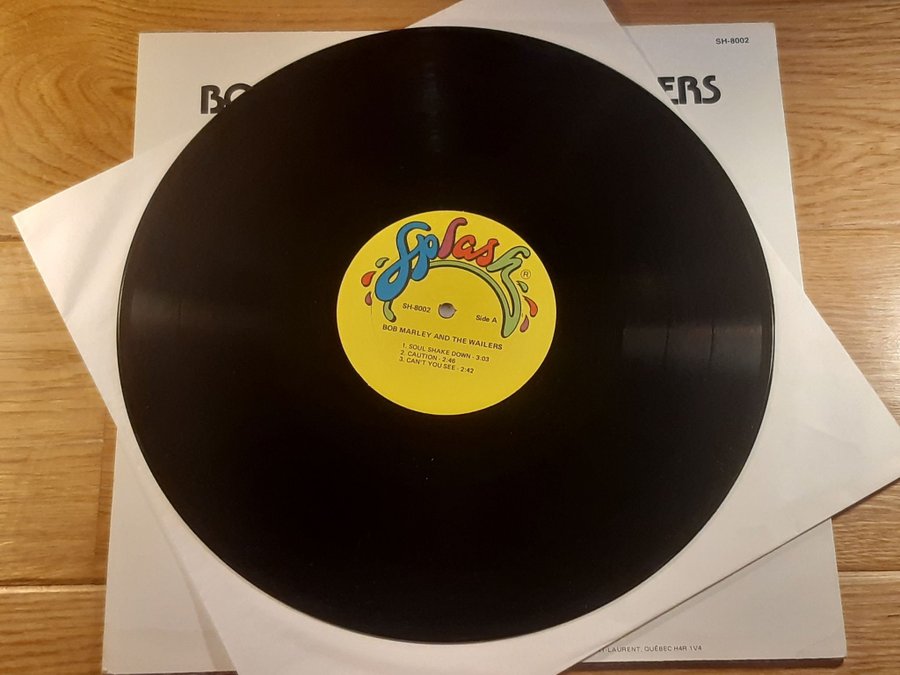 SH-8002
BO
ERS
Splash ®
SH-8002
Side A
BOB MARLEY AND THE WAILERS
1. SOUL SHAKE DOWN - 3:03
2. CAUTION - 2:46
3. CAN'T YOU SEE - 2:42
T-LAURENT, QUÉBEC H4R 1V4